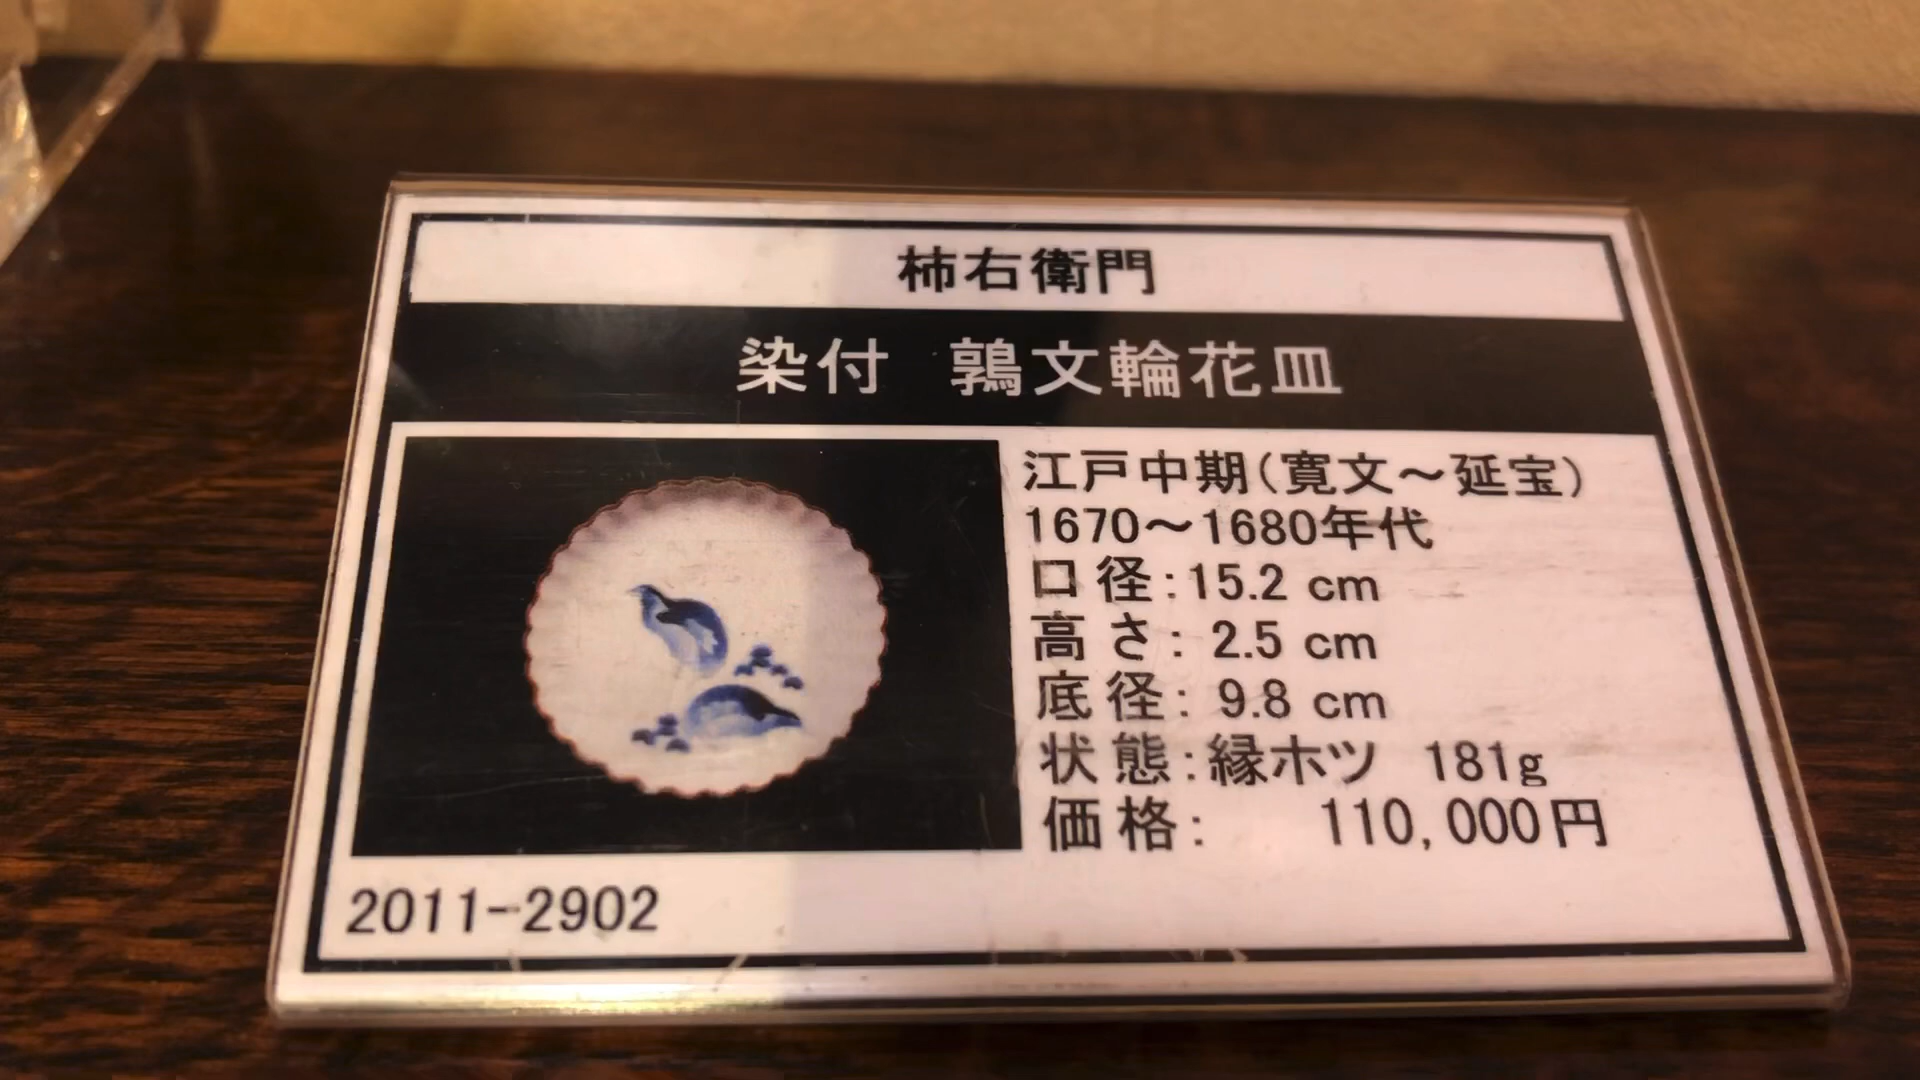 柿右衛門
染付　鶉文輪花皿
江戸中期(寛文～延宝)
1670～1680年代
口 径:15.2 cm
高 さ: 2.5 cm
底 径: 9.8 cm
状 態:縁ホツ　181g
価 格:　　110,000円
2011-2902